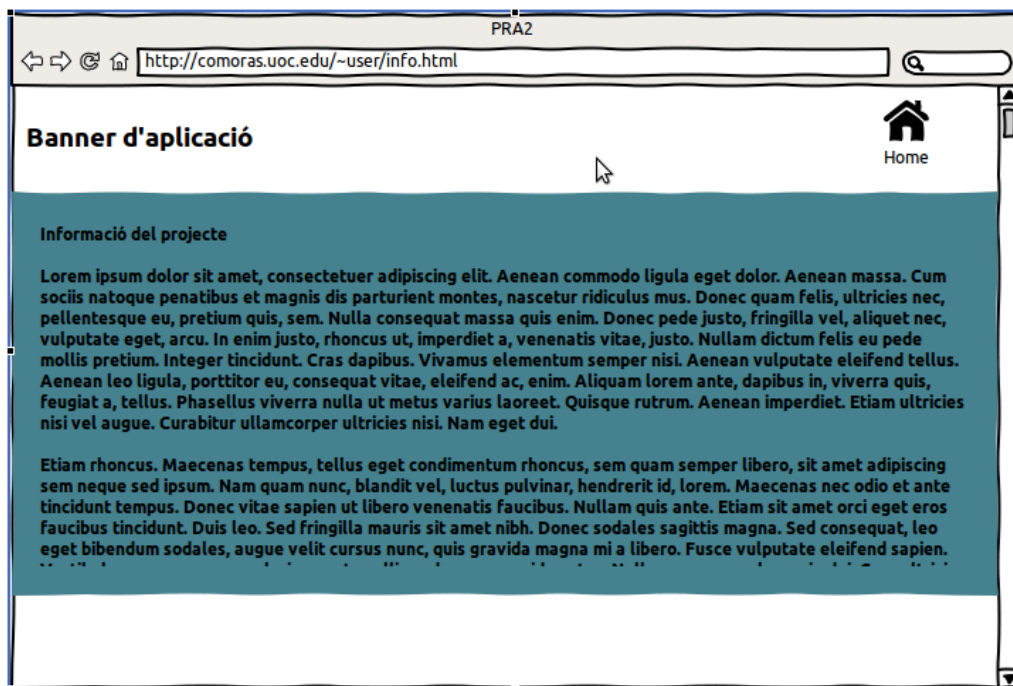 PRA2
http://comoras.uoc.edu/~user/info.html
Banner d'aplicació
Home
Informació del projecte
Lorem ipsum dolor sit amet, consectetuer adipiscing elit. Aenean commodo ligula eget dolor. Aenean massa. Cum
sociis natoque penatibus et magnis dis parturient montes, nascetur ridiculus mus. Donec quam felis, ultricies nec,
pellentesque eu, pretium quis, sem. Nulla consequat massa quis enim. Donec pede justo, fringilla vel, aliquet nec,
vulputate eget, arcu. In enim justo, rhoncus ut, imperdiet a, venenatis vitae, justo. Nullam dictum felis eu pede
mollis pretium. Integer tincidunt. Cras dapibus. Vivamus elementum semper nisi. Aenean vulputate eleifend tellus.
Aenean leo ligula, porttitor eu, consequat vitae, eleifend ac, enim. Aliquam lorem ante, dapibus in, viverra quis,
feugiat a, tellus. Phasellus viverra nulla ut metus varius laoreet. Quisque rutrum. Aenean imperdiet. Etiam ultricies
nisi vel augue. Curabitur ullamcorper ultricies nisi. Nam eget dui.
Etiam rhoncus. Maecenas tempus, tellus eget condimentum rhoncus, sem quam semper libero, sit amet adipiscing
sem neque sed ipsum. Nam quam nunc, blandit vel, luctus pulvinar, hendrerit id, lorem. Maecenas nec odio et ante
tincidunt tempus. Donec vitae sapien ut libero venenatis faucibus. Nullam quis ante. Etiam sit amet orci eget eros
faucibus tincidunt. Duis leo. Sed fringilla mauris sit amet nibh. Donec sodales sagittis magna. Sed consequat, leo
eget bibendum sodales, augue velit cursus nunc, quis gravida magna mi a libero. Fusce vulputate eleifend sapien.